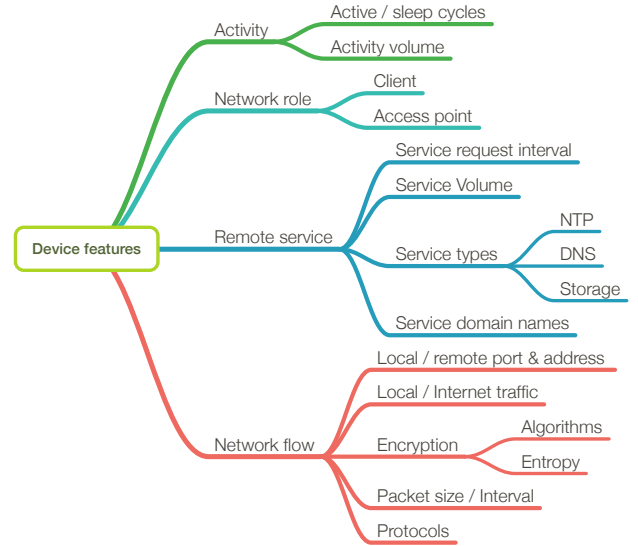 Device features
Activity
Active / sleep cycles
Activity volume
Network role
Client
Access point
Remote service
Service request interval
Service Volume
Service types
NTP
DNS
Storage
Service domain names
Network flow
Local / remote port & address
Local / Internet traffic
Encryption
Algorithms
Entropy
Packet size / Interval
Protocols